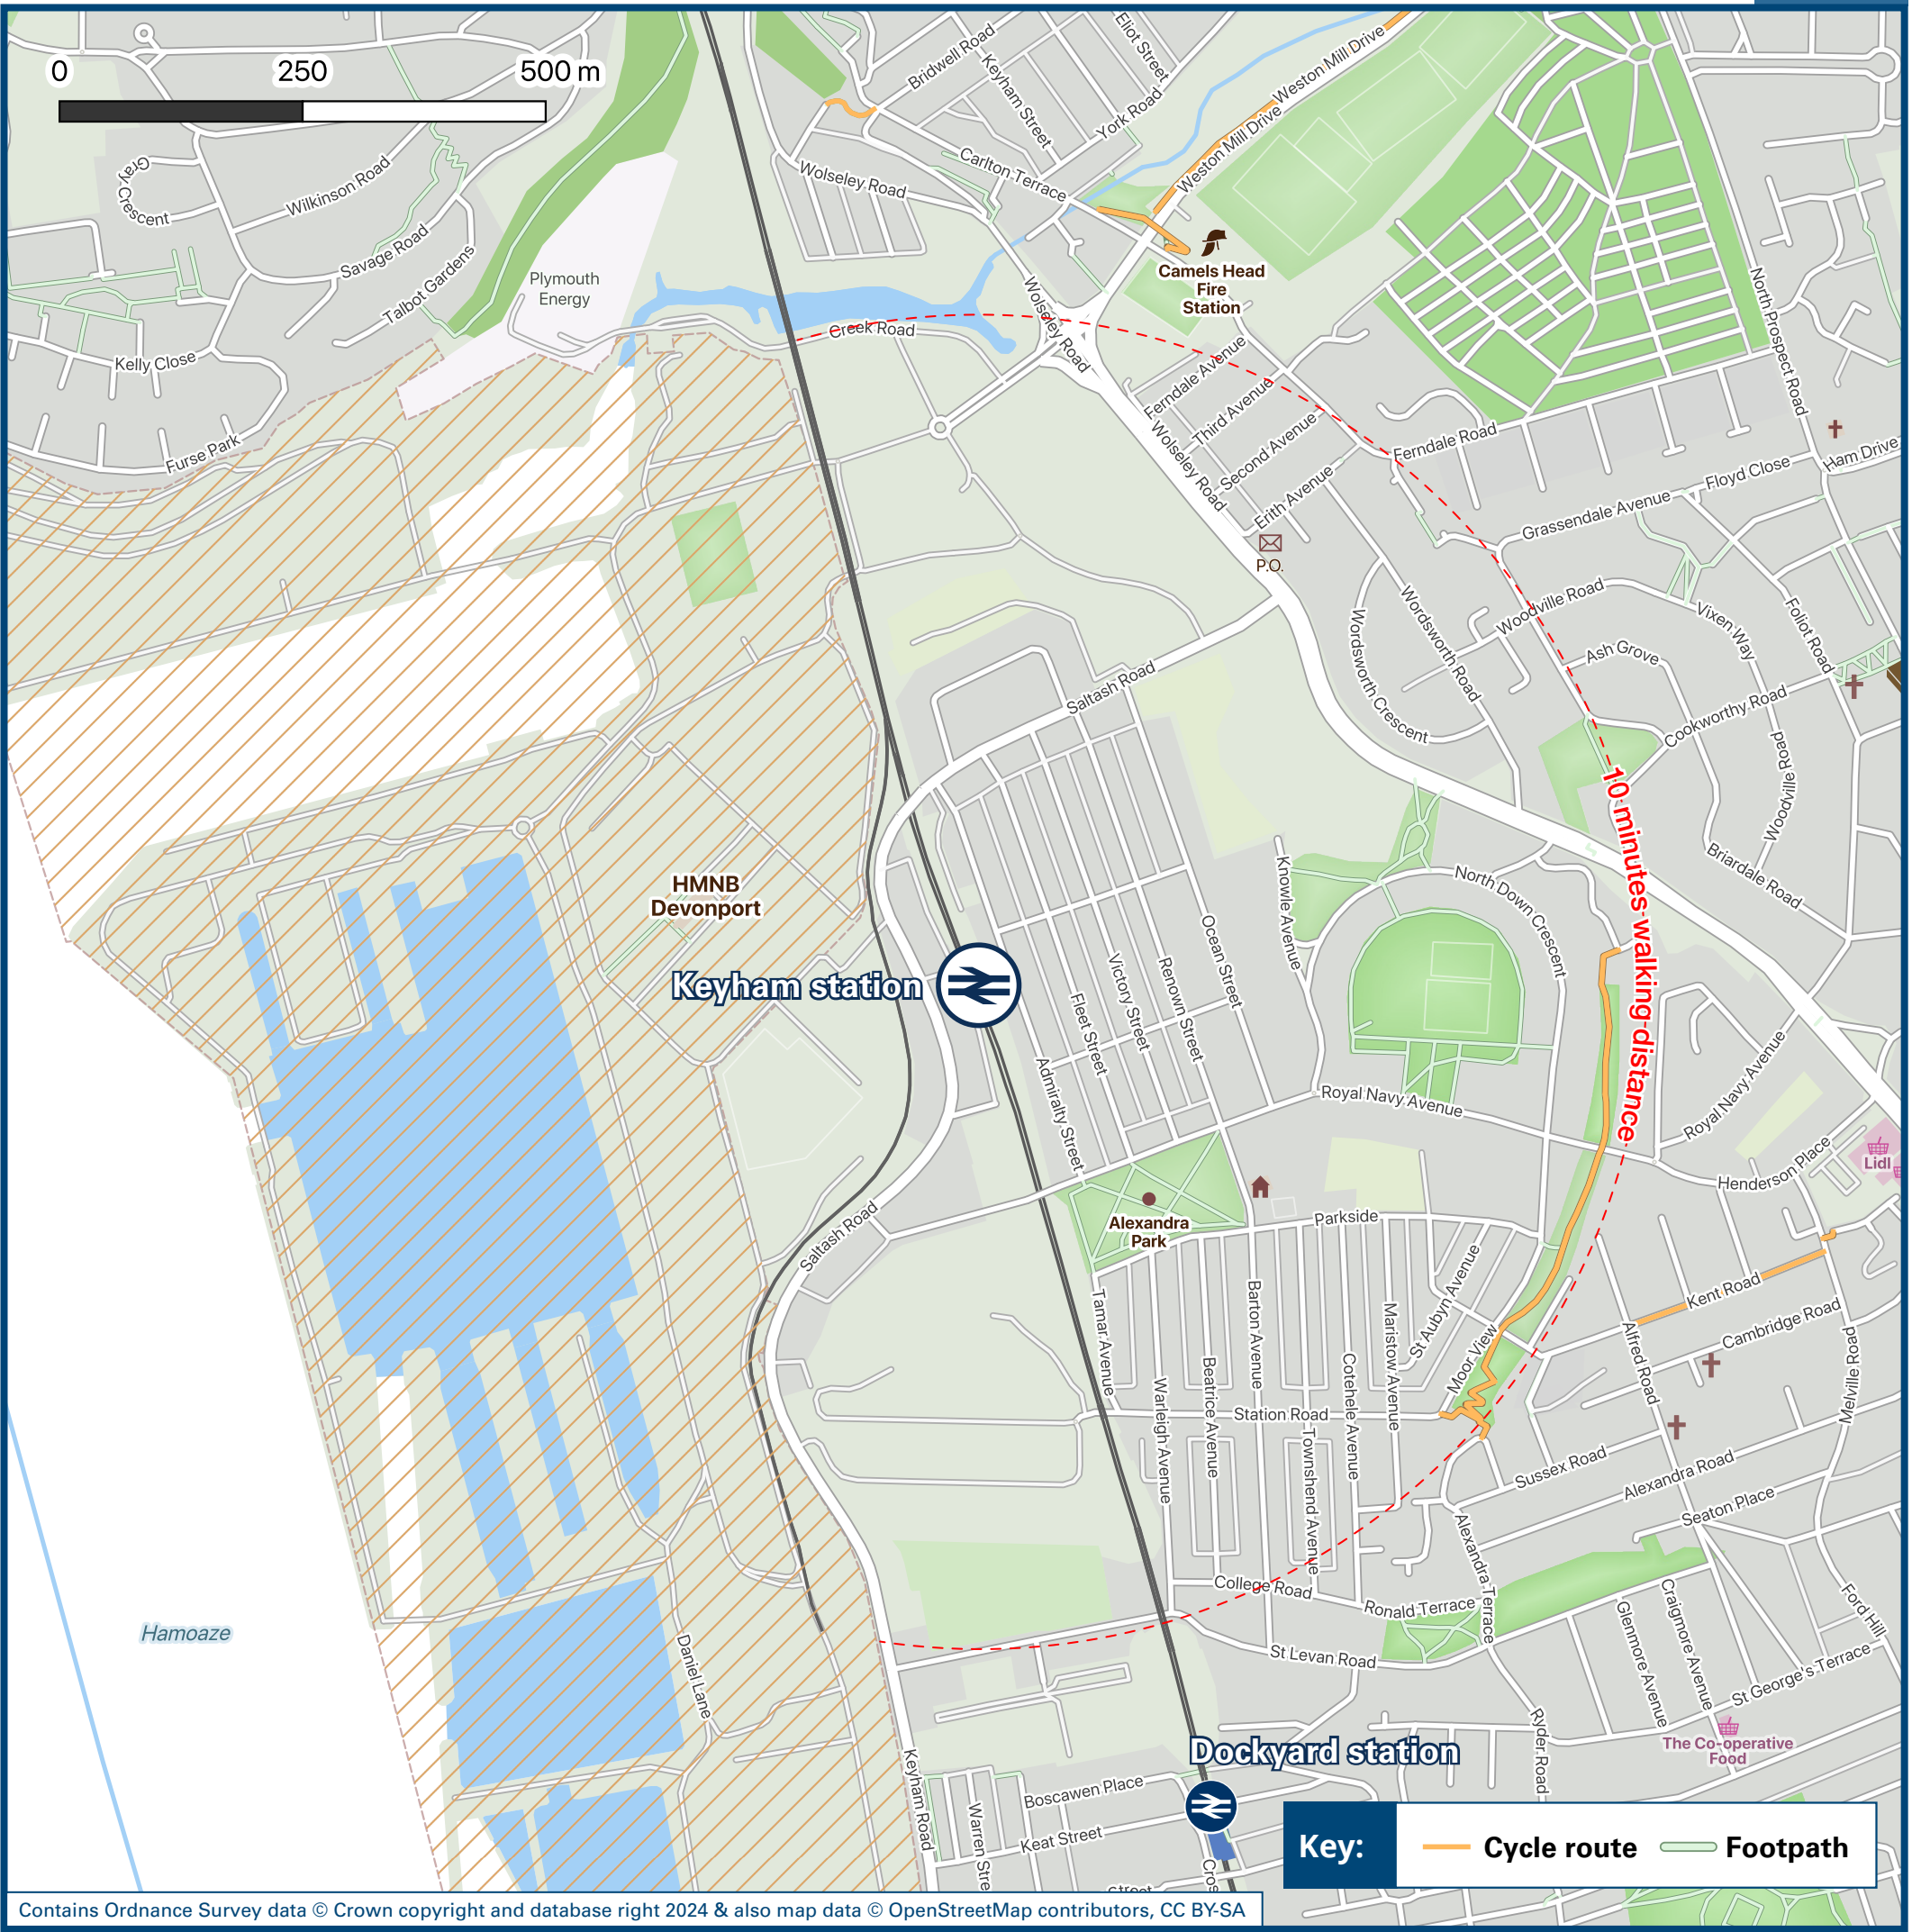 0 250 500 m
Bridwell Road
Keyham Street
Eliot Street
York Road
Weston Mill Drive
Weston Mill Drive
Carlton Terrace
Wolseley Road
Gray Crescent
Wilkinson Road
Savage Road
Talbot Gardens
Kelly Close
Furse Park
Plymouth
Energy
Creek Road
Wolseley Road
Camels Head
Fire
Station
North Prospect Road
Ferndale Avenue
Third Avenue
Second Avenue
Erith Avenue
Wolseley Road
P.O.
Ferndale Road
Floyd Close
Ham Drive
Grassendale Avenue
Woodville Road
Wordsworth Road
Wordsworth Crescent
Vixen Way
Foliot Road
Ash Grove
Cookworthy Road
Woodville Road
Briardale Road
Saltash Road
10 minutes walking distance
HMNB
Devonport
Keyham station
Knowle Avenue
North Down Crescent
Ocean Street
Renown Street
Victory Street
Fleet Street
Admiralty Street
Royal Navy Avenue
Royal Navy Avenue
Henderson Place
Lidl
Alexandra
Park
Parkside
Saltash Road
Kent Road
Cambridge Road
Alfred Road
Melville Road
Moor View
St Aubyn Avenue
Maristow Avenue
Cotehele Avenue
Barton Avenue
Tamar Avenue
Warleigh Avenue
Beatrice Avenue
Station Road
Townshend Avenue
Sussex Road
Alexandra Road
Seaton Place
Alexandra Terrace
College Road
Ronald Terrace
St Levan Road
Glenmore Avenue
Craigmore Avenue
Ford Hill
St George's Terrace
Ryder Road
The Co-operative
Food
Hamoaze
Daniel Lane
Keyham Road
Dockyard station
Boscawen Place
Keat Street
Warren Stre
Street
Cros
Key: Cycle route Footpath
Contains Ordnance Survey data © Crown copyright and database right 2024 & also map data © OpenStreetMap contributors, CC BY-SA